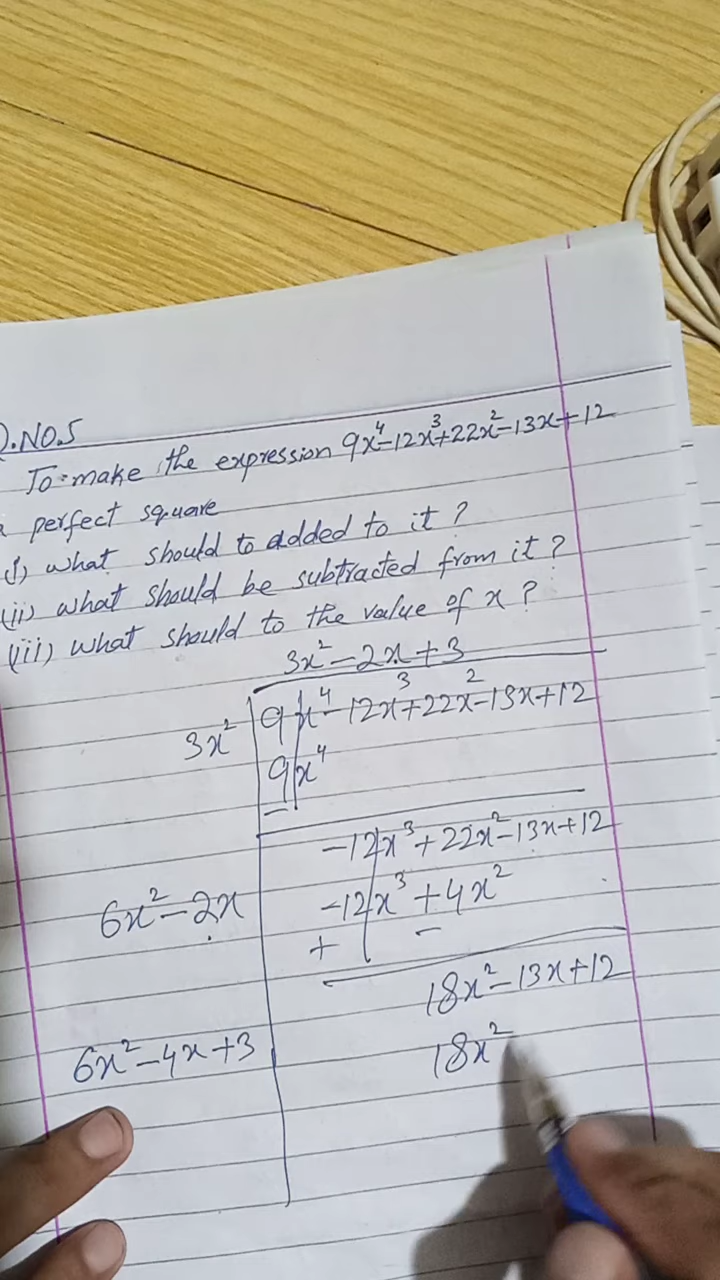 Q.NO.5
To make the expression 9x⁴-12x³+22x²-13x+12
a perfect square
(i) what should to added to it?
(ii) what should be subtracted from it?
(iii) what should to the value of x?
3x²-2x+3
3x² 9x⁴-12x³+22x²-13x+12
9x⁴
-
-12x³+22x²-13x+12
6x²-2x -12x³+4x²
+ -
18x²-13x+12
6x²-4x+3 18x²